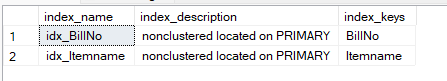 index_name index_description index_keys
1 idx_BillNo nonclustered located on PRIMARY BillNo
2 idx_Itemname nonclustered located on PRIMARY Itemname